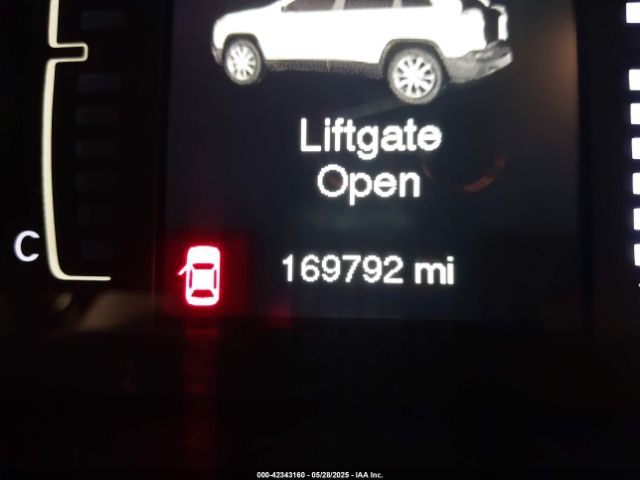 Liftgate
Open
C
169792 mi
000-42343160 - 05/28/2025 - IAA Inc.